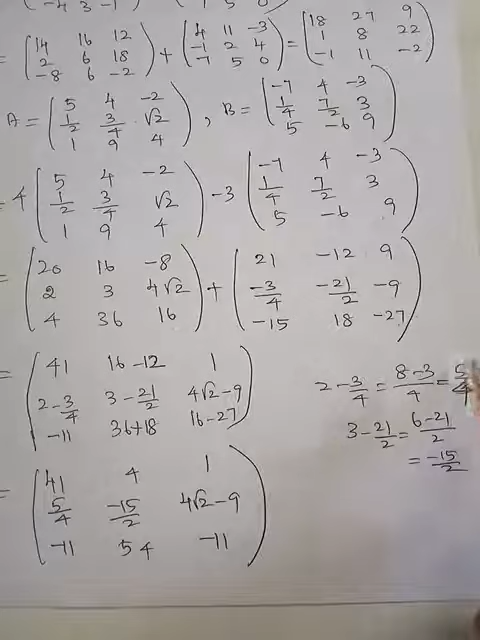 (-4 3 -1) (1 5 0)
= (14 16 12 + (4 11 -3 = (18 27 9
2 6 18 -1 2 4 1 8 22
-8 6 -2) -7 5 0) -1 11 -2)
A = (5 4 -2 , B = (-7 4 -3
1/2 3/4 √2 1/4 7/2 3
1 9 4) 5 -6 9)
= 4 (5 4 -2 -3 (-7 4 -3
1/2 3/4 √2 1/4 7/2 3
1 9 4) 5 -6 9)
= (20 16 -8 + (21 -12 9
2 3 4√2 -3/4 -21/2 -9
4 36 16) -15 18 -27)
= (41 16-12 1
2-3/4 3-21/2 4√2-9
-11 36+18 16-27)
2-3/4 = 8-3/4 = 5/4
3-21/2 = 6-21/2
= -15/2
= (41 4 1
5/4 -15/2 4√2-9
-11 54 -11)